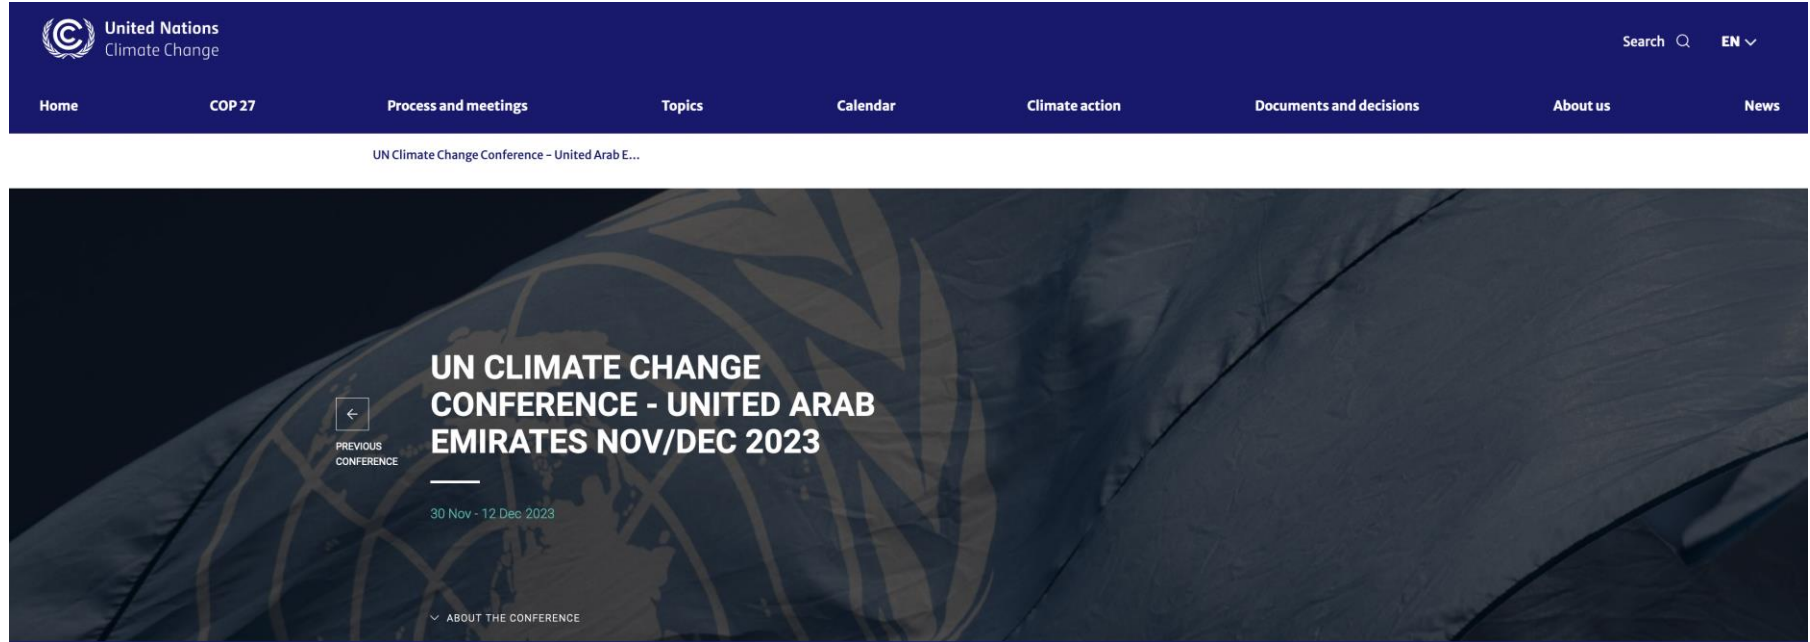 United Nations
Climate Change
Search
EN
Home
COP 27
Process and meetings
Topics
Calendar
Climate action
Documents and decisions
About us
News
UN Climate Change Conference – United Arab E...
UN CLIMATE CHANGE
CONFERENCE - UNITED ARAB
EMIRATES NOV/DEC 2023
PREVIOUS
CONFERENCE
30 Nov - 12 Dec 2023
ABOUT THE CONFERENCE